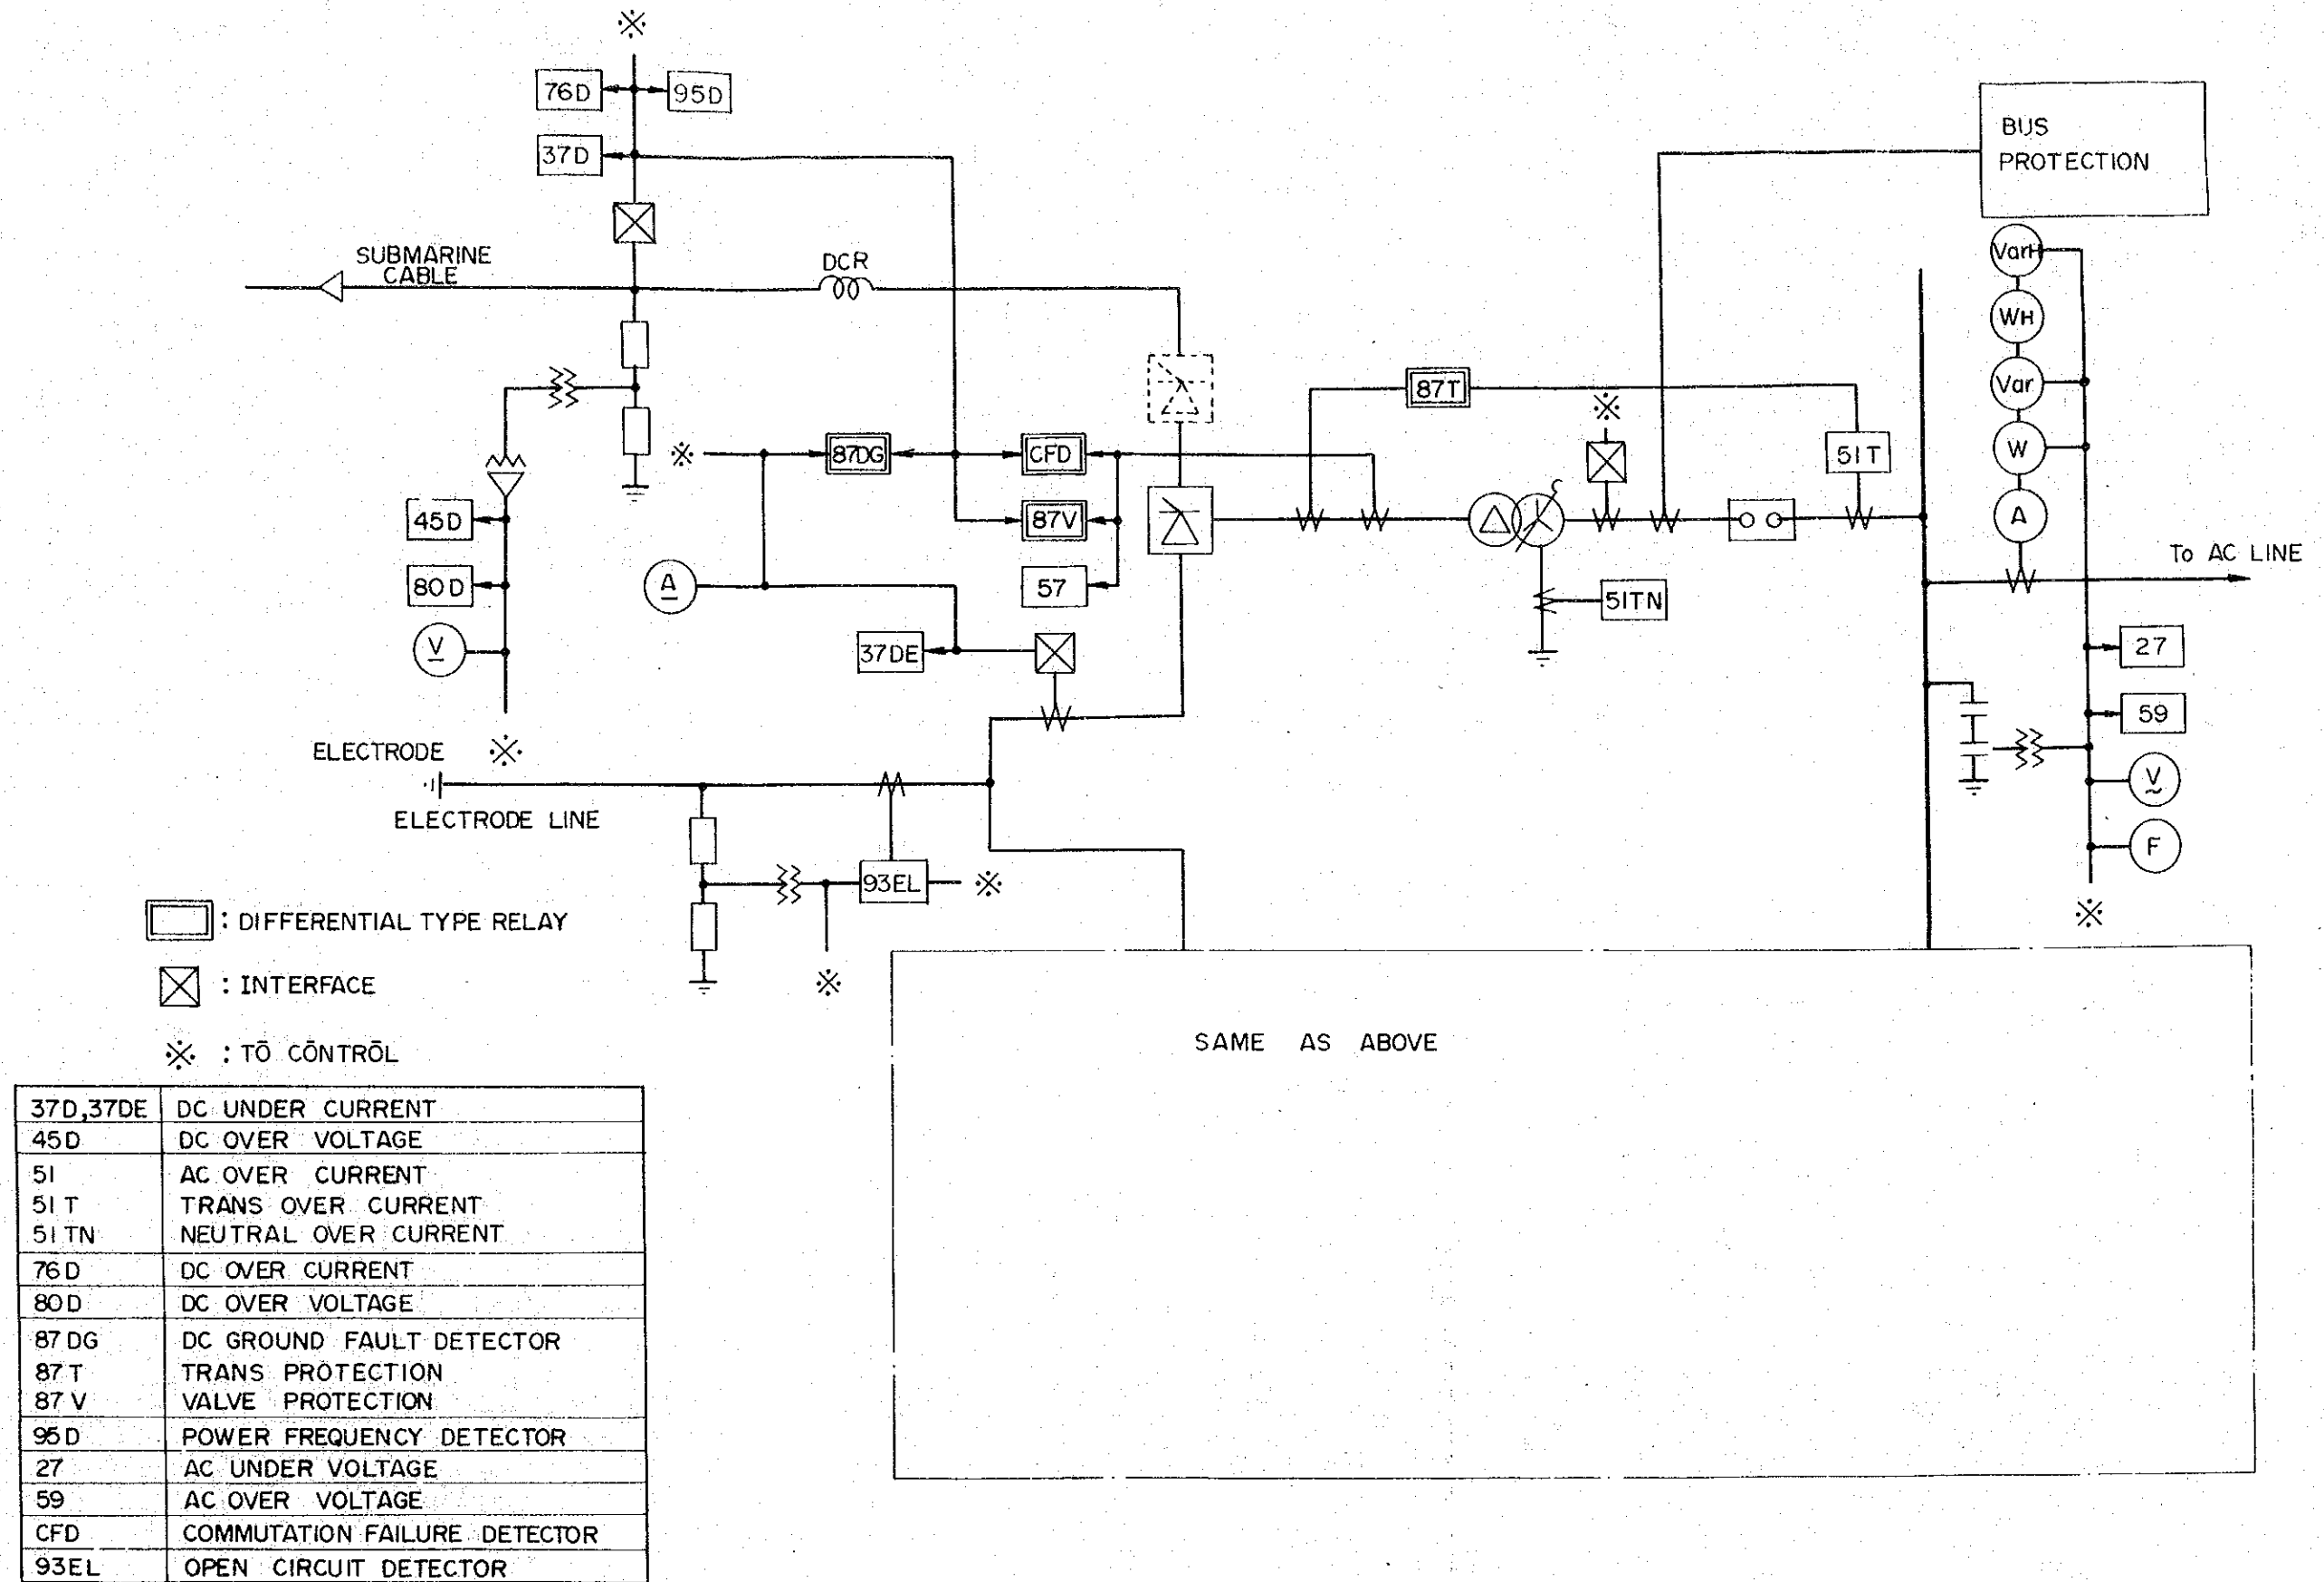 ※
76D
95D
37D
BUS
PROTECTION
SUBMARINE
CABLE
DCR
VarH
WH
Var
W
A
87T
※
51T
※
87DG
CFD
45D
87V
80D
A
57
51TN
To AC LINE
V
37DE
27
59
ELECTRODE
※
ELECTRODE LINE
V
F
93EL
※
※
※
: DIFFERENTIAL TYPE RELAY
: INTERFACE
※ : TŌ CŌNTRŌL
SAME AS ABOVE
37D,37DE DC UNDER CURRENT
45D DC OVER VOLTAGE
51 AC OVER CURRENT
51T TRANS OVER CURRENT
51TN NEUTRAL OVER CURRENT
76D DC OVER CURRENT
80D DC OVER VOLTAGE
87DG DC GROUND FAULT DETECTOR
87T TRANS PROTECTION
87V VALVE PROTECTION
95D POWER FREQUENCY DETECTOR
27 AC UNDER VOLTAGE
59 AC OVER VOLTAGE
CFD COMMUTATION FAILURE DETECTOR
93EL OPEN CIRCUIT DETECTOR